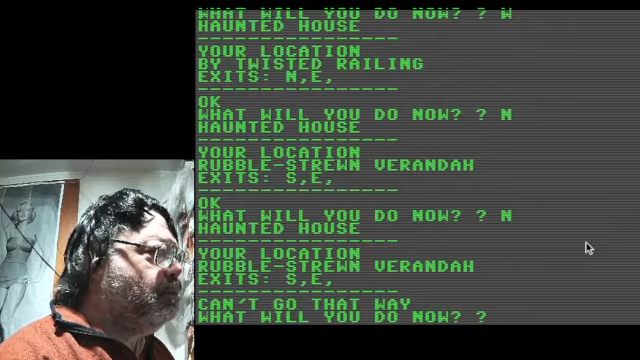 WHAT WILL YOU DO NOW? ? W
HAUNTED HOUSE
-----------------
YOUR LOCATION
BY TWISTED RAILING
EXITS: N,E,
-----------------
OK
WHAT WILL YOU DO NOW? ? N
HAUNTED HOUSE
-----------------
YOUR LOCATION
RUBBLE-STREWN VERANDAH
EXITS: S,E,
-----------------
OK
WHAT WILL YOU DO NOW? ? N
HAUNTED HOUSE
-----------------
YOUR LOCATION
RUBBLE-STREWN VERANDAH
EXITS: S,E,
-----------------
CAN'T GO THAT WAY
WHAT WILL YOU DO NOW? ?